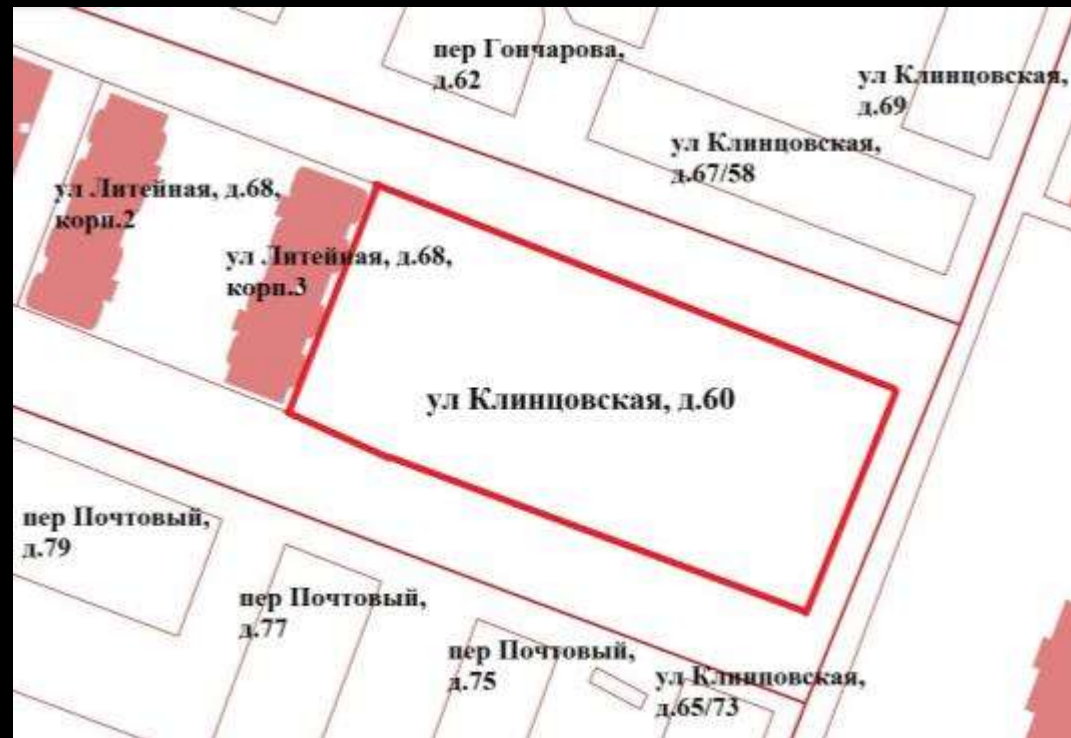 пер Гончарова,
д.62
ул Клинцовская,
д.69
ул Клинцовская,
д.67/58
ул Литейная, д.68,
корп.2
ул Литейная, д.68,
корп.3
ул Клинцовская, д.60
пер Почтовый,
д.79
пер Почтовый,
д.77
пер Почтовый,
д.75
ул Клинцовская,
д.65/73